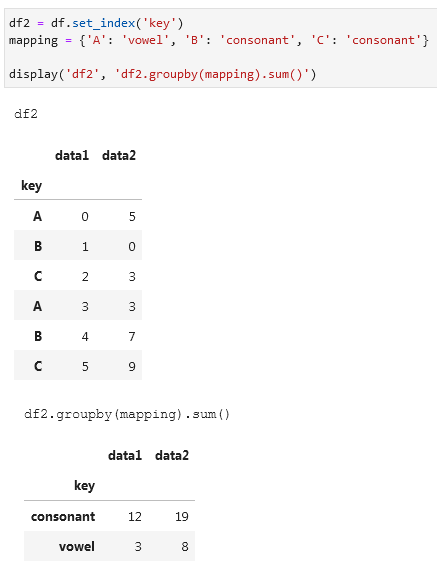 df2 = df.set_index('key')
mapping = {'A': 'vowel', 'B': 'consonant', 'C': 'consonant'}
display('df2', 'df2.groupby(mapping).sum()')
df2
data1 data2
key
A 0 5
B 1 0
C 2 3
A 3 3
B 4 7
C 5 9
df2.groupby(mapping).sum()
data1 data2
key
consonant 12 19
vowel 3 8